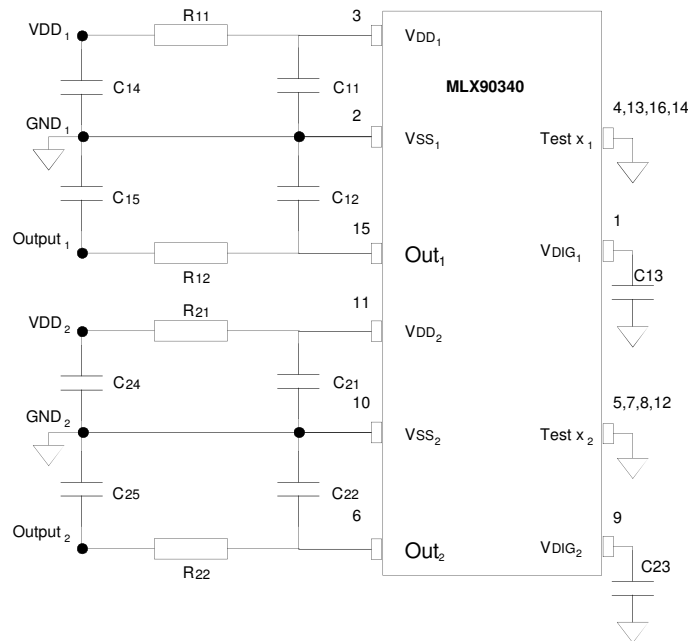 VDD1 R11 3 VDD1
C14 C11 MLX90340
GND1 2 VSS1 Test x1 4,13,16,14
C15 C12
Output1 R12 15 Out1 VDIG1 1
C13
VDD2 R21 11 VDD2
C24 C21
GND2 10 VSS2 Test x2 5,7,8,12
C25 C22
Output2 R22 6 Out2 VDIG2 9
C23